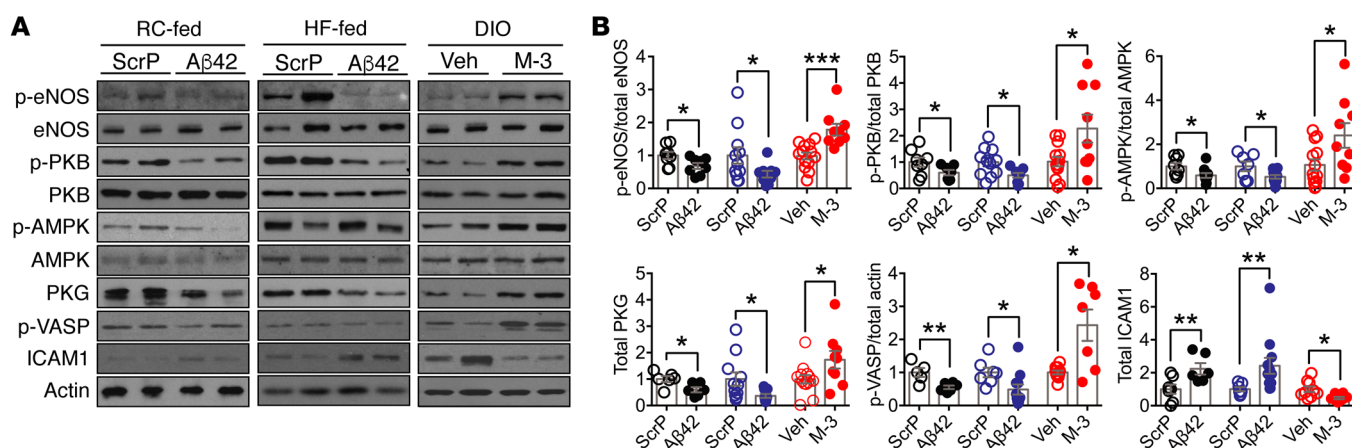 A
RC-fed HF-fed DIO
ScrP Aβ42 ScrP Aβ42 Veh M-3
p-eNOS
eNOS
p-PKB
PKB
p-AMPK
AMPK
PKG
p-VASP
ICAM1
Actin
B
p-eNOS/total eNOS
6
4
2
0
* * ***
ScrP Aβ42 ScrP Aβ42 Veh M-3
p-PKB/total PKB
5
4
3
2
1
0
* * *
ScrP Aβ42 ScrP Aβ42 Veh M-3
p-AMPK/total AMPK
6
4
2
0
* * *
ScrP Aβ42 ScrP Aβ42 Veh M-3
Total PKG
5
4
3
2
1
0
* * *
ScrP Aβ42 ScrP Aβ42 Veh M-3
p-VASP/total actin
5
4
3
2
1
0
** * *
ScrP Aβ42 ScrP Aβ42 Veh M-3
Total ICAM1
8
6
4
2
0
** ** *
ScrP Aβ42 ScrP Aβ42 Veh M-3